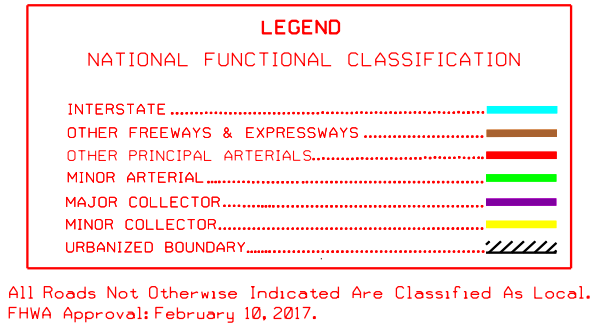 LEGEND
NATIONAL FUNCTIONAL CLASSIFICATION
INTERSTATE
OTHER FREEWAYS & EXPRESSWAYS
OTHER PRINCIPAL ARTERIALS
MINOR ARTERIAL
MAJOR COLLECTOR
MINOR COLLECTOR
URBANIZED BOUNDARY
All Roads Not Otherwise Indicated Are Classified As Local.
FHWA Approval: February 10, 2017.